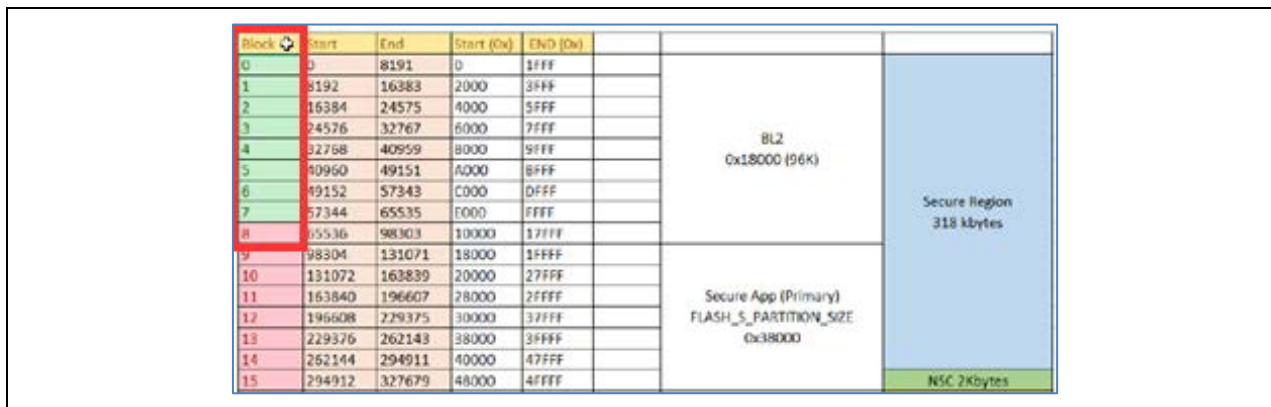 Block Start End Start (0x) END (0x)
0 0 8191 0 1FFF
1 8192 16383 2000 3FFF
2 16384 24575 4000 5FFF
3 24576 32767 6000 7FFF
4 32768 40959 8000 9FFF
5 40960 49151 A000 BFFF
6 49152 57343 C000 DFFF
7 57344 65535 E000 FFFF
8 65536 98303 10000 17FFF
BL2
0x18000 (96K)
9 98304 131071 18000 1FFFF
10 131072 163839 20000 27FFF
11 163840 196607 28000 2FFFF
12 196608 229375 30000 37FFF
13 229376 262143 38000 3FFFF
14 262144 294911 40000 47FFF
15 294912 327679 48000 4FFFF
Secure App (Primary)
FLASH_S_PARTITION_SIZE
0x38000
Secure Region
318 kbytes
NSC 2Kbytes